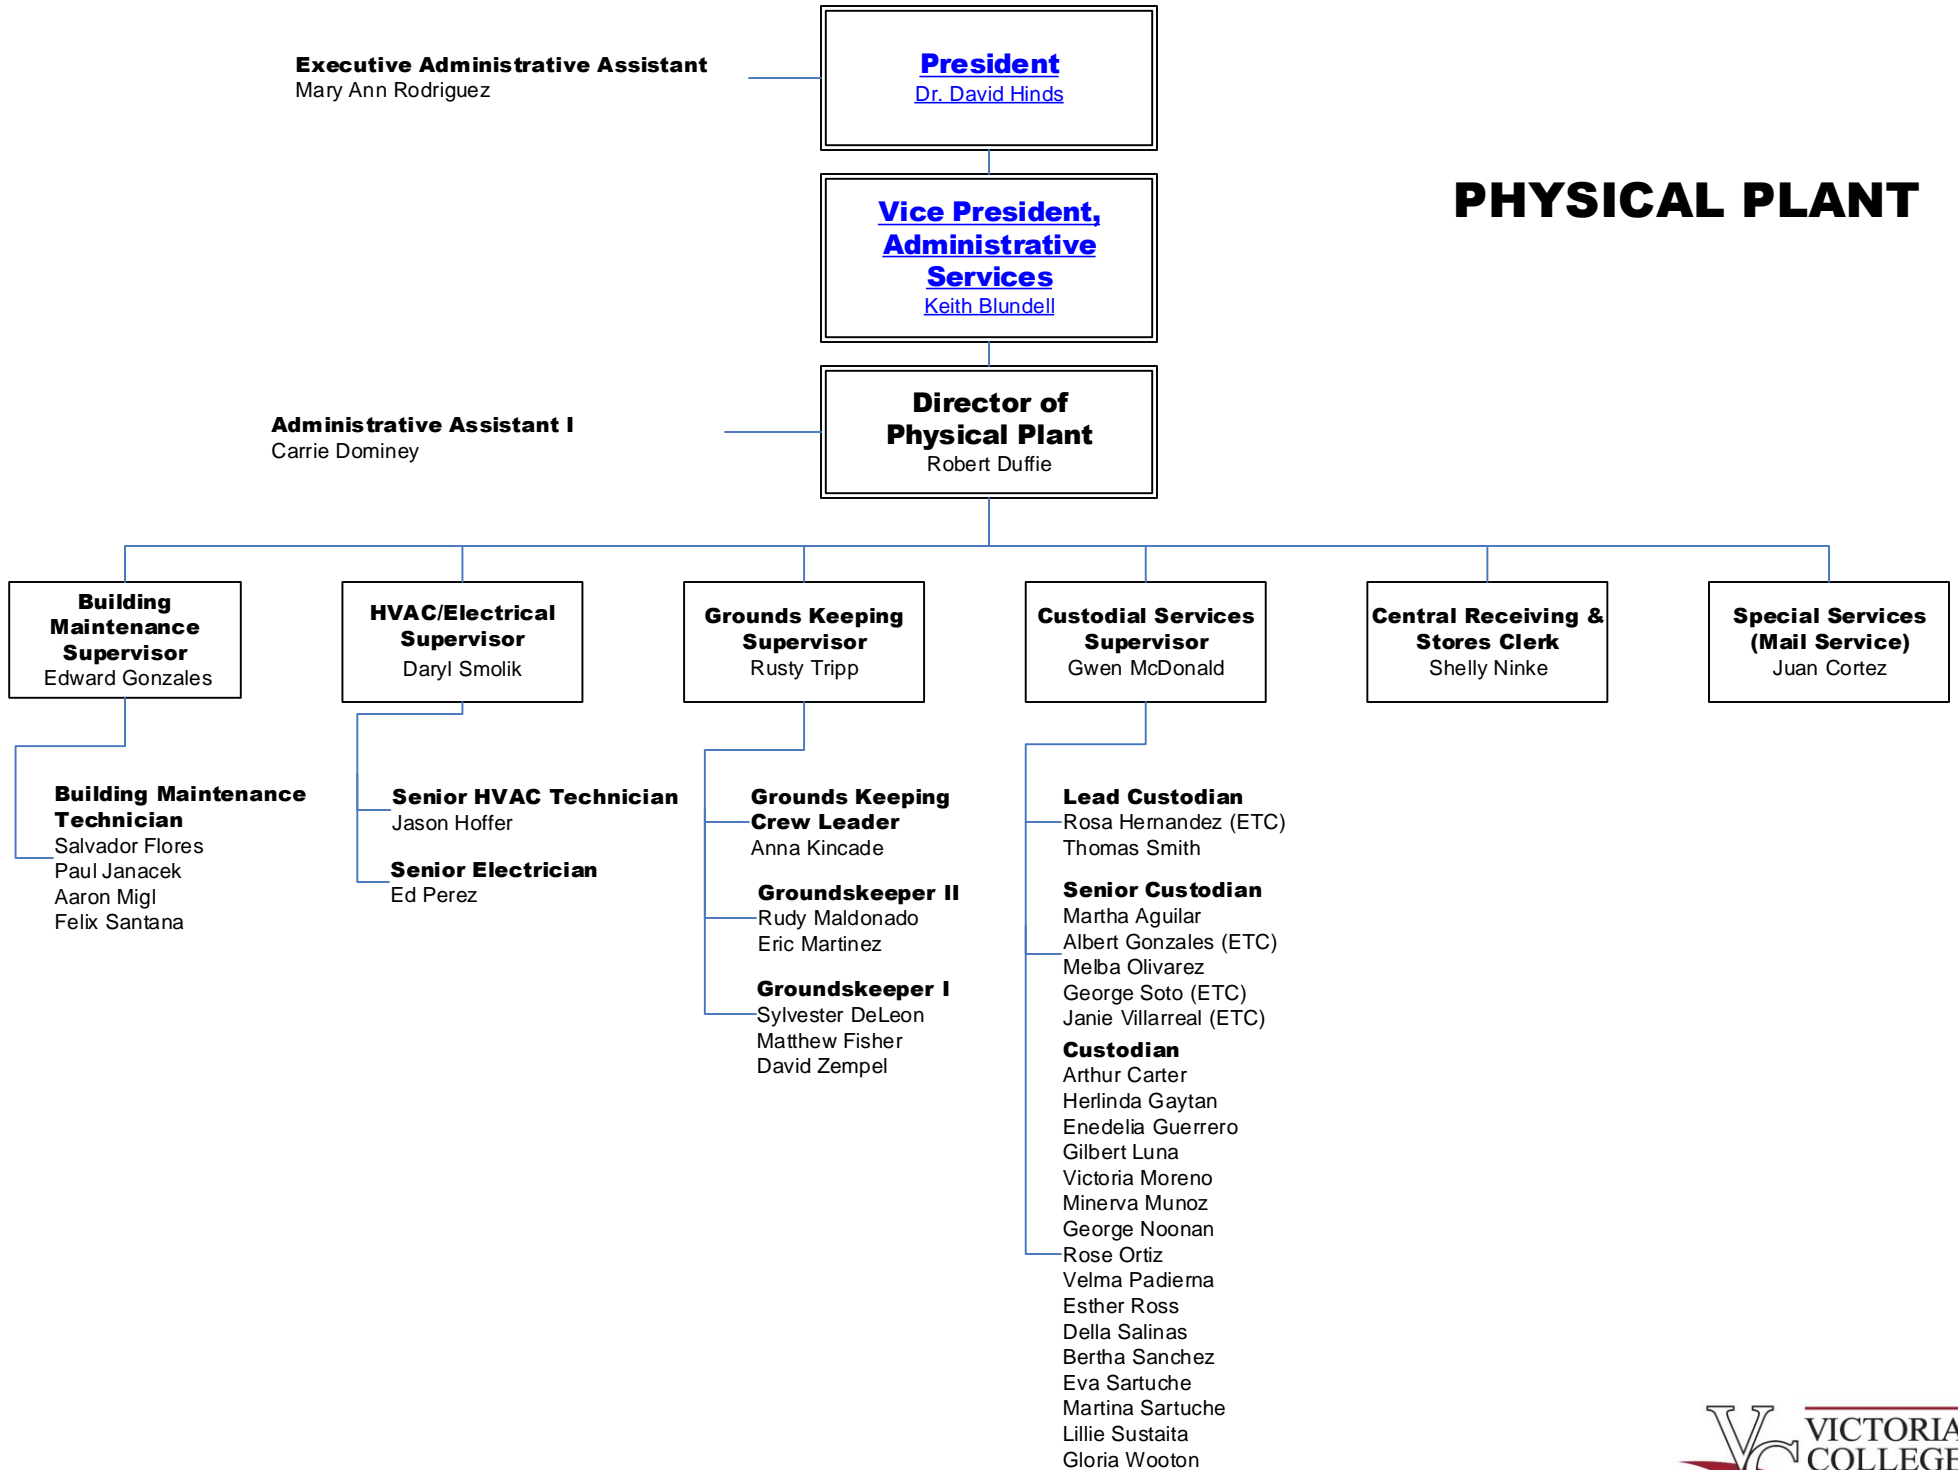 Executive Administrative Assistant
Mary Ann Rodriguez
President
Dr. David Hinds
PHYSICAL PLANT
Vice President,
Administrative
Services
Keith Blundell
Administrative Assistant I
Carrie Dominey
Director of
Physical Plant
Robert Duffie
Building
Maintenance
Supervisor
Edward Gonzales
HVAC/Electrical
Supervisor
Daryl Smolik
Grounds Keeping
Supervisor
Rusty Tripp
Custodial Services
Supervisor
Gwen McDonald
Central Receiving &
Stores Clerk
Shelly Ninke
Special Services
(Mail Service)
Juan Cortez
Building Maintenance
Technician
Salvador Flores
Paul Janacek
Aaron Migl
Felix Santana
Senior HVAC Technician
Jason Hoffer
Senior Electrician
Ed Perez
Grounds Keeping
Crew Leader
Anna Kincade
Groundskeeper II
Rudy Maldonado
Eric Martinez
Groundskeeper I
Sylvester DeLeon
Matthew Fisher
David Zempel
Lead Custodian
Rosa Hernandez (ETC)
Thomas Smith
Senior Custodian
Martha Aguilar
Albert Gonzales (ETC)
Melba Olivarez
George Soto (ETC)
Janie Villarreal (ETC)
Custodian
Arthur Carter
Herlinda Gaytan
Enedelia Guerrero
Gilbert Luna
Victoria Moreno
Minerva Munoz
George Noonan
Rose Ortiz
Velma Padierna
Esther Ross
Della Salinas
Bertha Sanchez
Eva Sartuche
Martina Sartuche
Lillie Sustaita
Gloria Wooton
VC
VICTORIA
COLLEGE